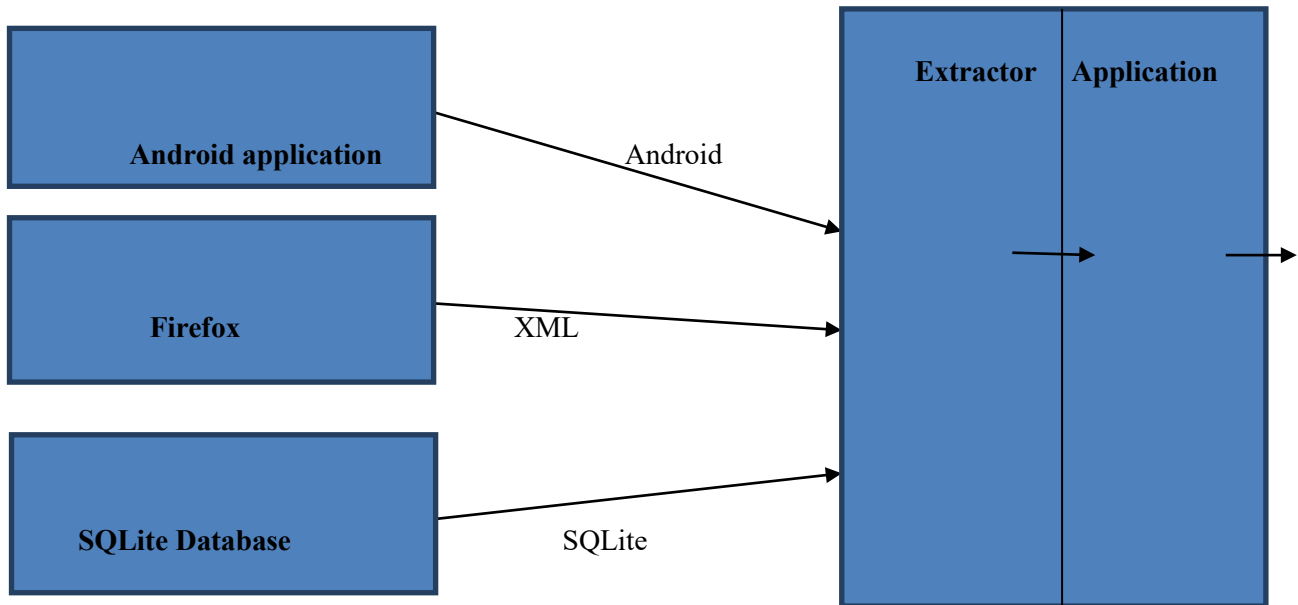 Extractor Application
Android application
Android
Firefox
XML
SQLite Database
SQLite